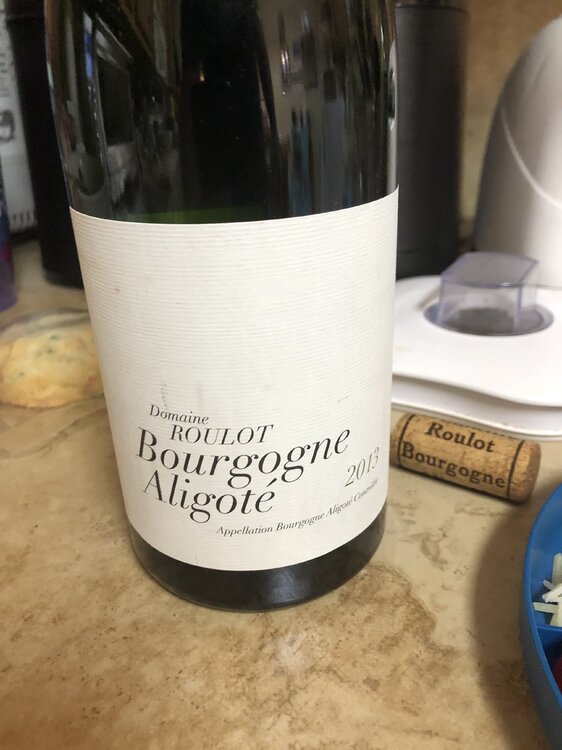 Domaine
ROULOT
Bourgogne
Aligoté
2013
Appellation Bourgogne Aligoté Contrôlée
Roulot
Bourgogne